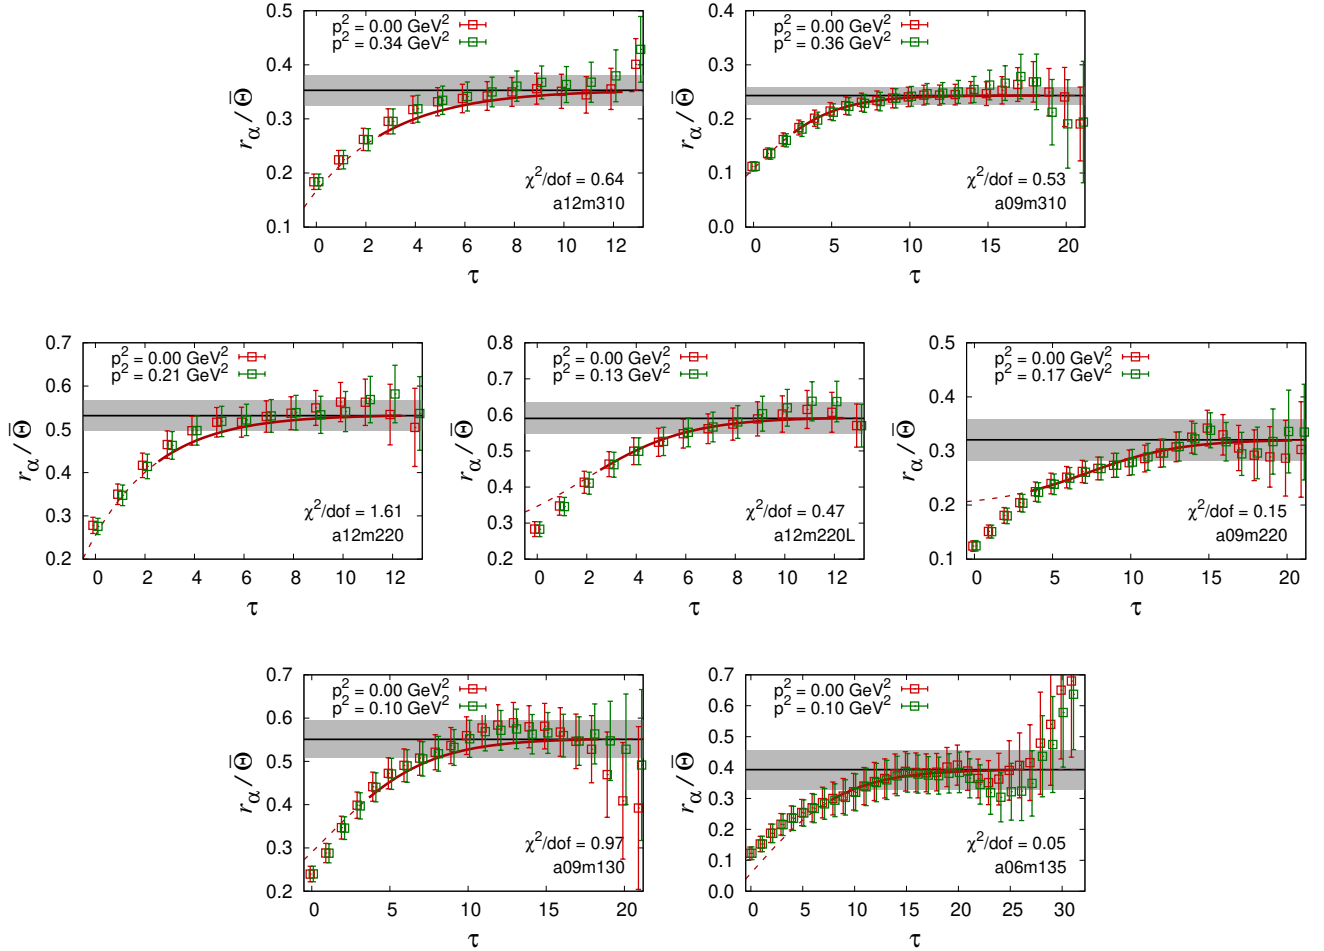 0.5
0.4
0.3
0.2
0.1
r_α/Θ̄
p² = 0.00 GeV²
p² = 0.34 GeV²
χ²/dof = 0.64
a12m310
0 2 4 6 8 10 12
τ
0.4
0.3
0.2
0.1
0.0
r_α/Θ̄
p² = 0.00 GeV²
p² = 0.36 GeV²
χ²/dof = 0.53
a09m310
0 5 10 15 20
τ
0.7
0.6
0.5
0.4
0.3
0.2
r_α/Θ̄
p² = 0.00 GeV²
p² = 0.21 GeV²
χ²/dof = 1.61
a12m220
0 2 4 6 8 10 12
τ
0.8
0.7
0.6
0.5
0.4
0.3
0.2
r_α/Θ̄
p² = 0.00 GeV²
p² = 0.13 GeV²
χ²/dof = 0.47
a12m220L
0 2 4 6 8 10 12
τ
0.5
0.4
0.3
0.2
0.1
r_α/Θ̄
p² = 0.00 GeV²
p² = 0.17 GeV²
χ²/dof = 0.15
a09m220
0 5 10 15 20
τ
0.7
0.6
0.5
0.4
0.3
0.2
r_α/Θ̄
p² = 0.00 GeV²
p² = 0.10 GeV²
χ²/dof = 0.97
a09m130
0 5 10 15 20
τ
0.7
0.6
0.5
0.4
0.3
0.2
0.1
0.0
r_α/Θ̄
p² = 0.00 GeV²
p² = 0.10 GeV²
χ²/dof = 0.05
a06m135
0 5 10 15 20 25 30
τ